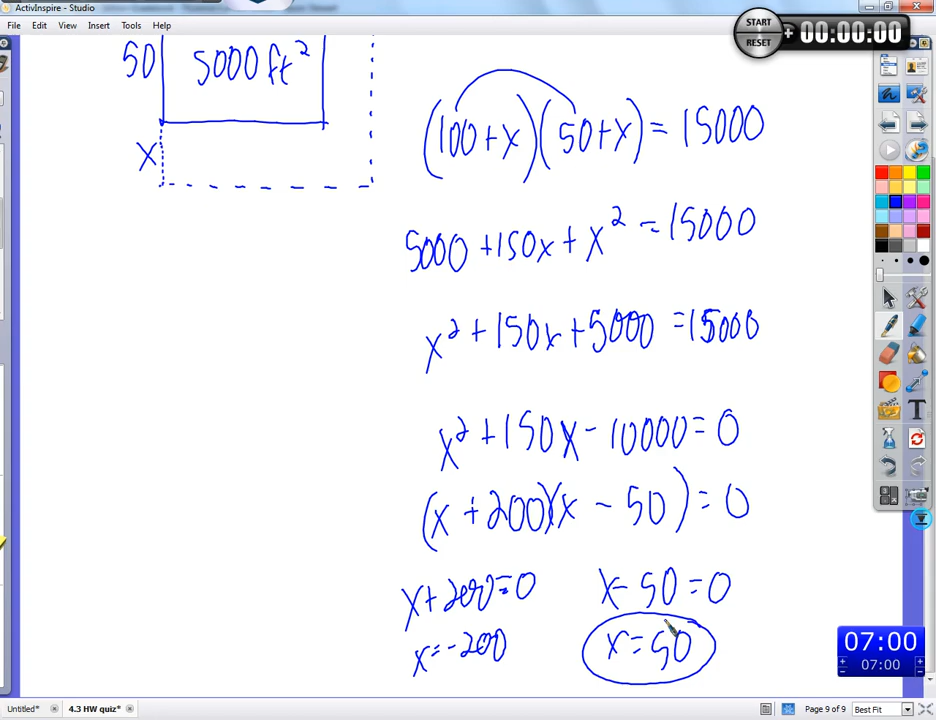 ActivInspire - Studio
File Edit View Insert Tools Help
START
RESET
00:00:00
50
5000 ft²
x
(100+x)(50+x)=15000
5000+150x+x²=15000
x²+150x+5000=15000
x²+150x-10000=0
(x+200)(x-50)=0
x+200=0 x-50=0
x=-200 x=50
07:00
07:00
Untitled* 4.3 HW quiz* Page 9 of 9 Best Fit